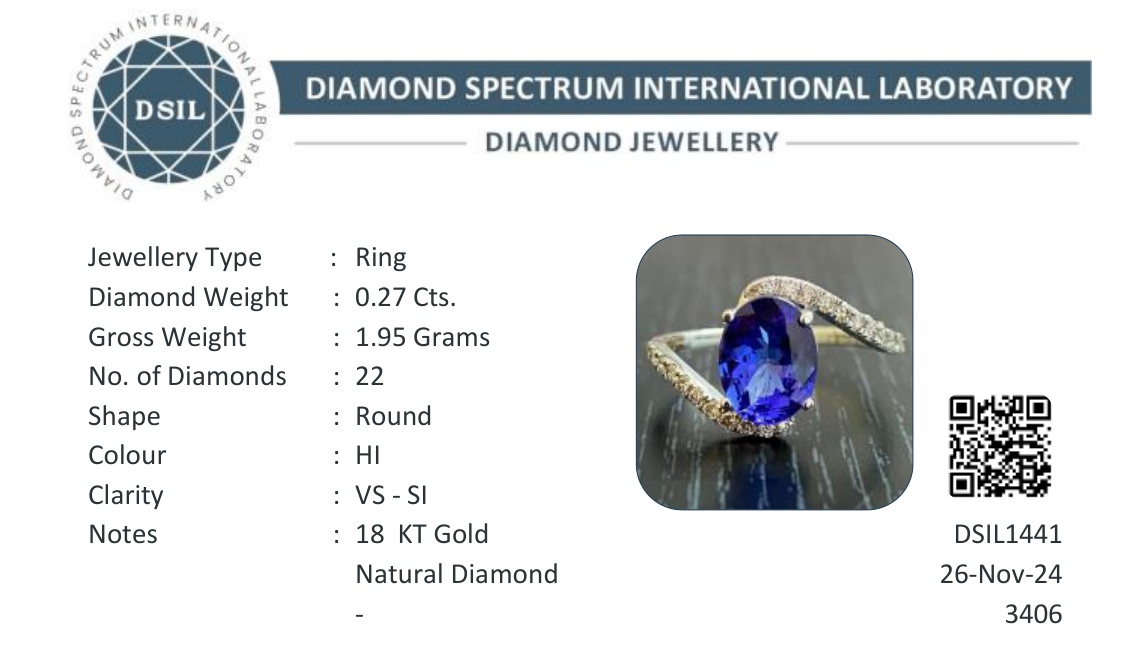 DIAMOND SPECTRUM INTERNATIONAL LABORATORY
DSIL
DIAMOND SPECTRUM INTERNATIONAL LABORATORY
DIAMOND JEWELLERY
Jewellery Type : Ring
Diamond Weight : 0.27 Cts.
Gross Weight : 1.95 Grams
No. of Diamonds : 22
Shape : Round
Colour : HI
Clarity : VS - SI
Notes : 18 KT Gold
Natural Diamond
-
DSIL1441
26-Nov-24
3406